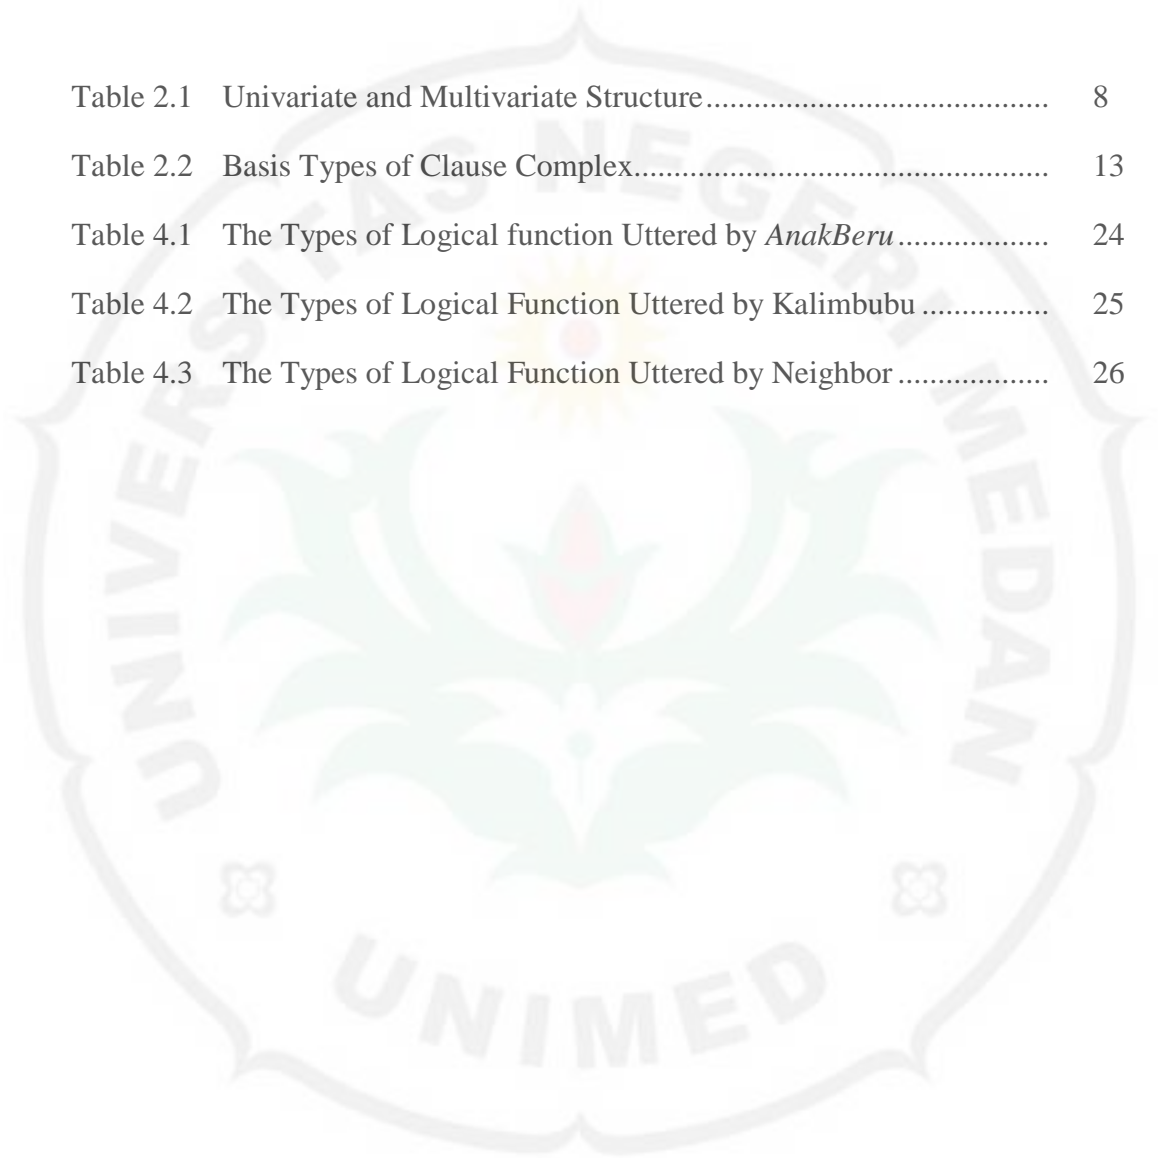 Table 2.1 Univariate and Multivariate Structure.......................................... 8
Table 2.2 Basis Types of Clause Complex................................................... 13
Table 4.1 The Types of Logical function Uttered by AnakBeru................... 24
Table 4.2 The Types of Logical Function Uttered by Kalimbubu ................ 25
Table 4.3 The Types of Logical Function Uttered by Neighbor ................... 26
UNIVERSITAS NEGERI MEDAN
UNIMED